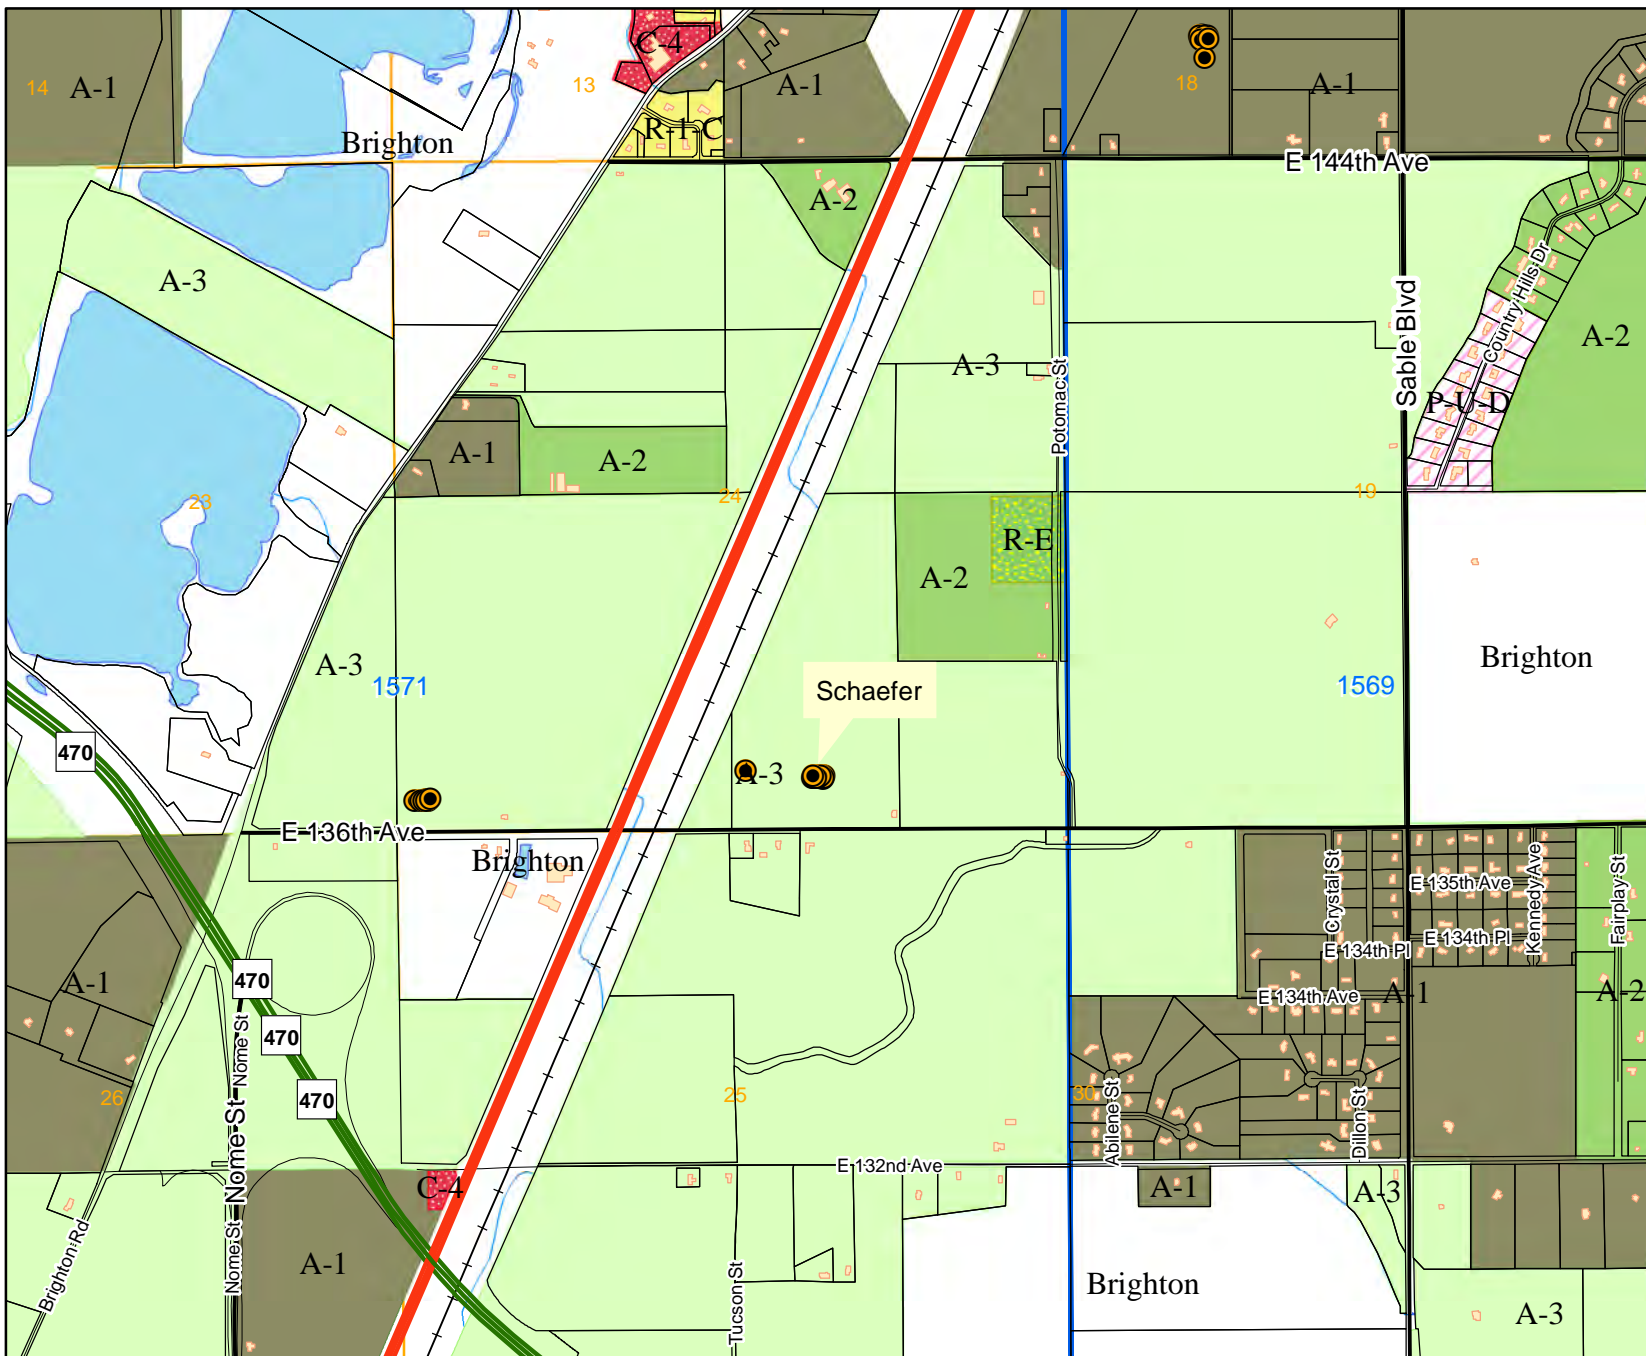 C-4
14
A-1
13
A-1
18
A-1
R-1-C
Brighton
E 144th Ave
A-2
A-3
Country Hills Dr
Sable Blvd
A-2
A-3
Potomac St
P-U-D
A-1
A-2
23
24
19
R-E
A-2
A-3
1571
Schaefer
1569
Brighton
470
A-3
E 136th Ave
Brighton
Crystal St
E 135th Ave
Kennedy Ave
Fairplay St
E 134th Pl
E 134th Pl
A-1
470
E 134th Ave
A-1
A-2
470
Nome St
26
470
25
30
Abilene St
Dillon St
Nome St
E 132nd Ave
C-4
A-1
A-3
Brighton Rd
Nome St
A-1
Tucson St
Brighton
A-3